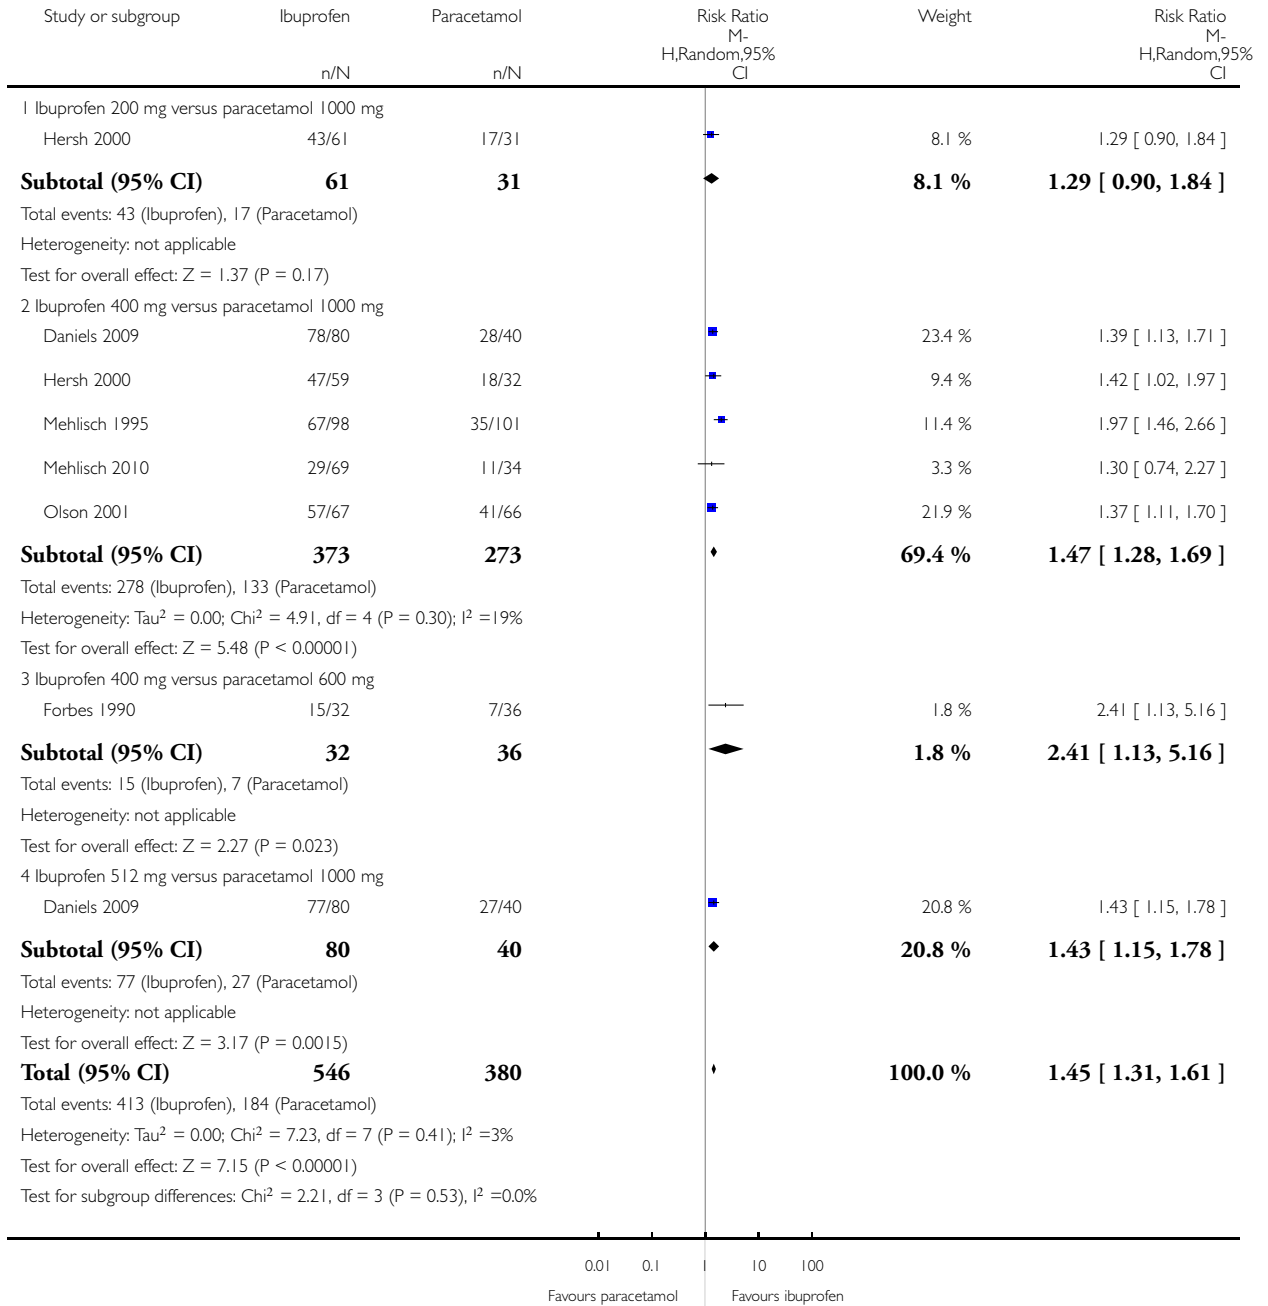 Study or subgroup Ibuprofen Paracetamol Risk Ratio Weight Risk Ratio
M-H,Random,95% CI M-H,Random,95% CI
n/N n/N
1 Ibuprofen 200 mg versus paracetamol 1000 mg
Hersh 2000 43/61 17/31 8.1 % 1.29 [ 0.90, 1.84 ]
Subtotal (95% CI) 61 31 8.1 % 1.29 [ 0.90, 1.84 ]
Total events: 43 (Ibuprofen), 17 (Paracetamol)
Heterogeneity: not applicable
Test for overall effect: Z = 1.37 (P = 0.17)
2 Ibuprofen 400 mg versus paracetamol 1000 mg
Daniels 2009 78/80 28/40 23.4 % 1.39 [ 1.13, 1.71 ]
Hersh 2000 47/59 18/32 9.4 % 1.42 [ 1.02, 1.97 ]
Mehlisch 1995 67/98 35/101 11.4 % 1.97 [ 1.46, 2.66 ]
Mehlisch 2010 29/69 11/34 3.3 % 1.30 [ 0.74, 2.27 ]
Olson 2001 57/67 41/66 21.9 % 1.37 [ 1.11, 1.70 ]
Subtotal (95% CI) 373 273 69.4 % 1.47 [ 1.28, 1.69 ]
Total events: 278 (Ibuprofen), 133 (Paracetamol)
Heterogeneity: Tau² = 0.00; Chi² = 4.91, df = 4 (P = 0.30); I² =19%
Test for overall effect: Z = 5.48 (P < 0.00001)
3 Ibuprofen 400 mg versus paracetamol 600 mg
Forbes 1990 15/32 7/36 1.8 % 2.41 [ 1.13, 5.16 ]
Subtotal (95% CI) 32 36 1.8 % 2.41 [ 1.13, 5.16 ]
Total events: 15 (Ibuprofen), 7 (Paracetamol)
Heterogeneity: not applicable
Test for overall effect: Z = 2.27 (P = 0.023)
4 Ibuprofen 512 mg versus paracetamol 1000 mg
Daniels 2009 77/80 27/40 20.8 % 1.43 [ 1.15, 1.78 ]
Subtotal (95% CI) 80 40 20.8 % 1.43 [ 1.15, 1.78 ]
Total events: 77 (Ibuprofen), 27 (Paracetamol)
Heterogeneity: not applicable
Test for overall effect: Z = 3.17 (P = 0.0015)
Total (95% CI) 546 380 100.0 % 1.45 [ 1.31, 1.61 ]
Total events: 413 (Ibuprofen), 184 (Paracetamol)
Heterogeneity: Tau² = 0.00; Chi² = 7.23, df = 7 (P = 0.41); I² =3%
Test for overall effect: Z = 7.15 (P < 0.00001)
Test for subgroup differences: Chi² = 2.21, df = 3 (P = 0.53), I² =0.0%
0.01 0.1 1 10 100
Favours paracetamol Favours ibuprofen